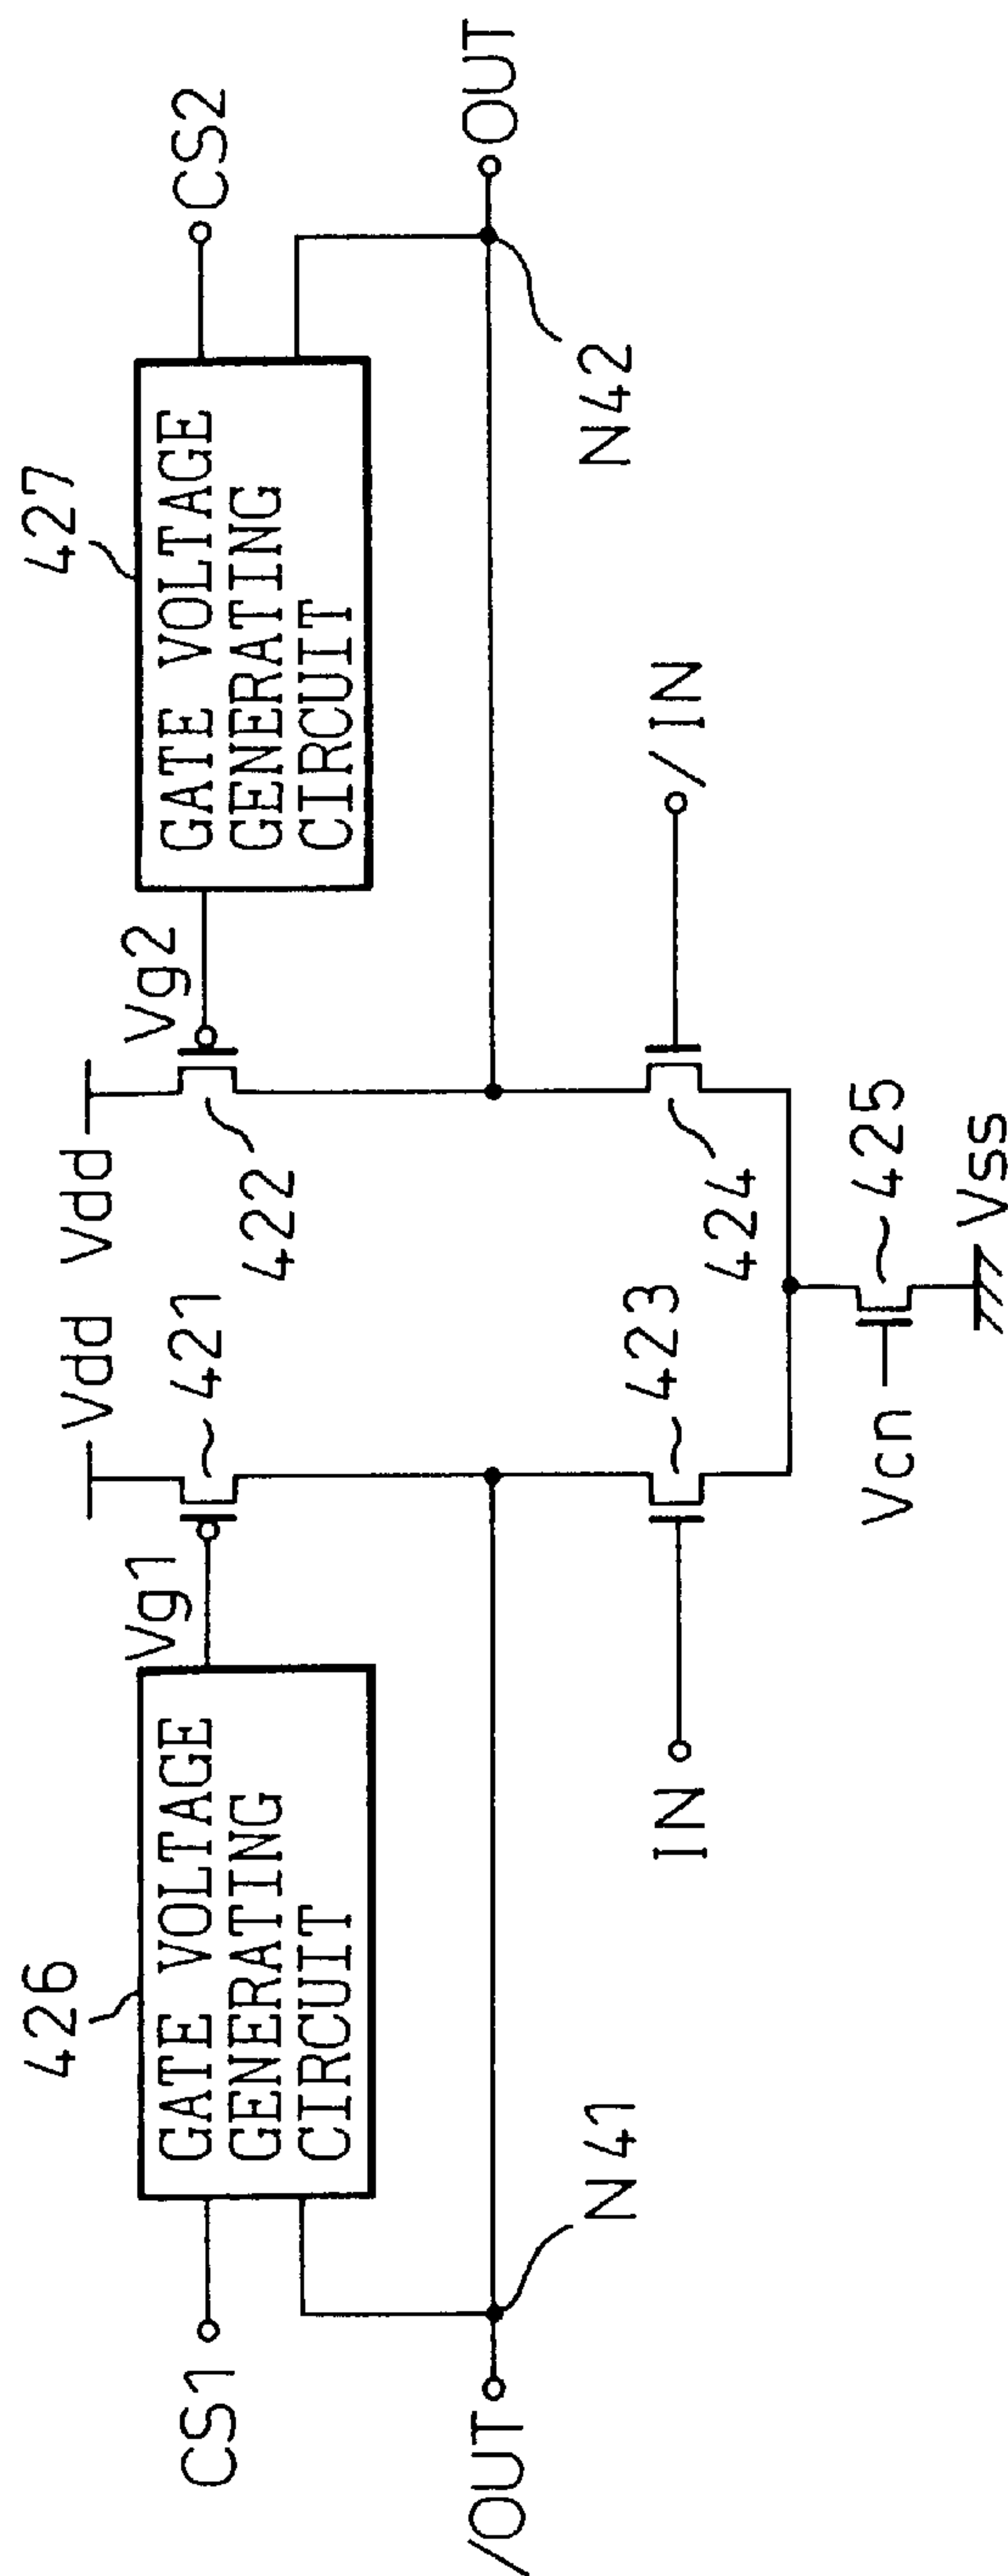 426
427
Vdd
Vdd
CS1
GATE VOLTAGE
GENERATING
CIRCUIT
Vg1
421
422
Vg2
GATE VOLTAGE
GENERATING
CIRCUIT
CS2
/OUT
N41
N42
OUT
IN
423
424
/IN
Vcn
425
Vss